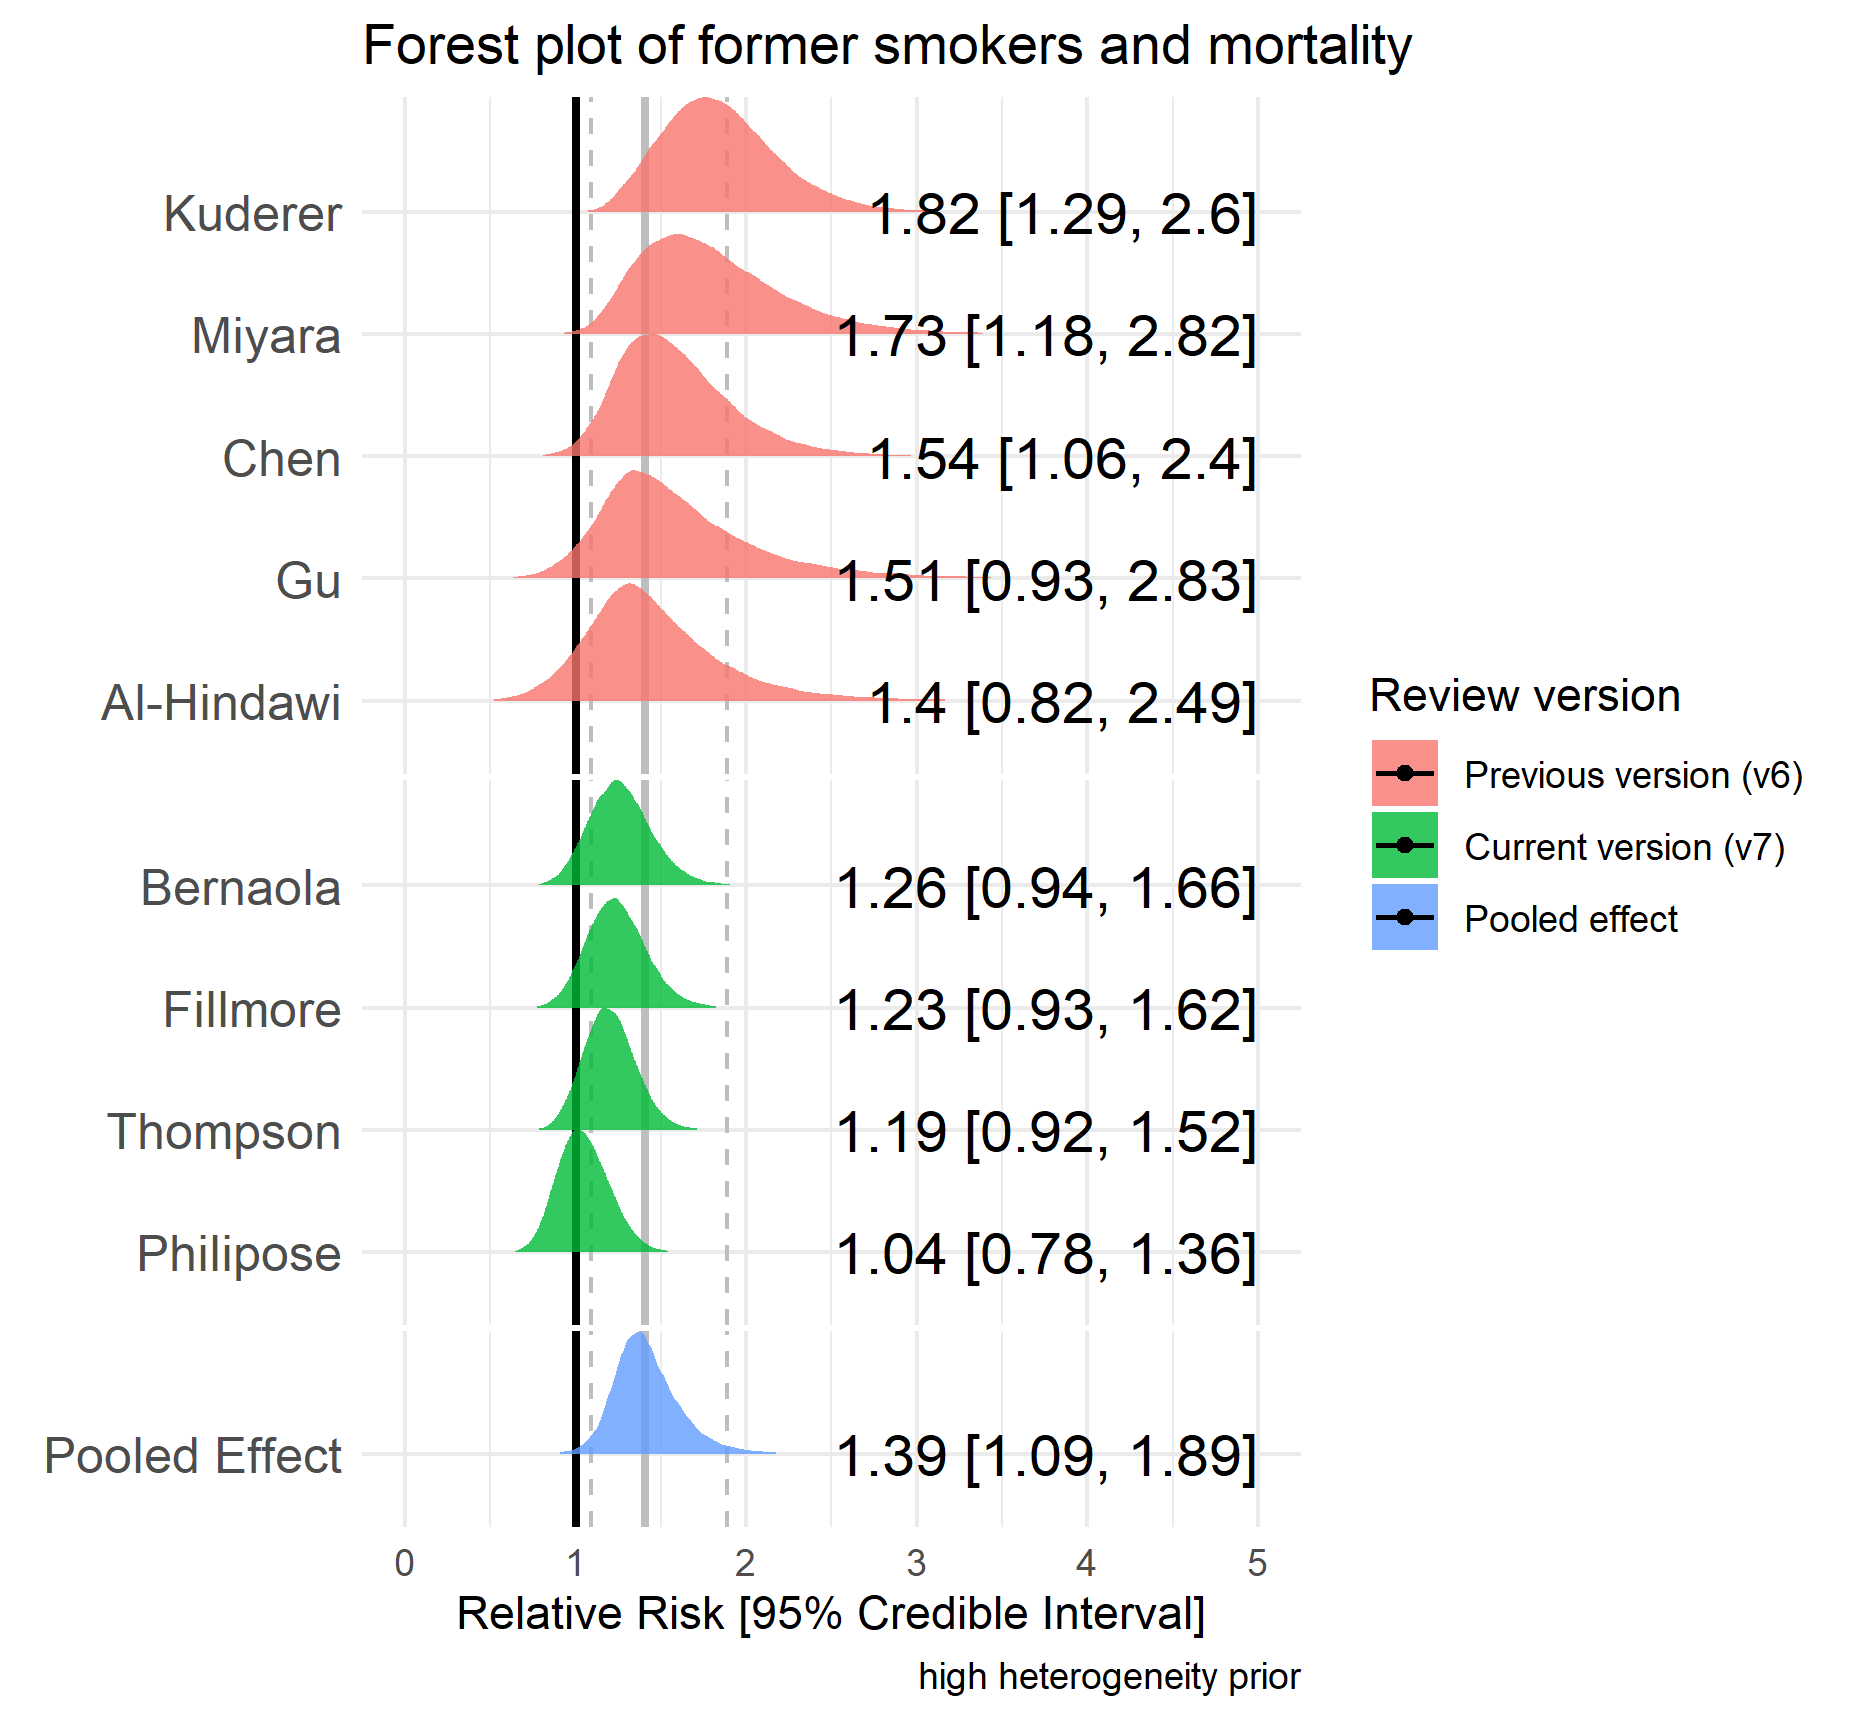 Forest plot of former smokers and mortality
Kuderer 1.82 [1.29, 2.6]
Miyara 1.73 [1.18, 2.82]
Chen 1.54 [1.06, 2.4]
Gu 1.51 [0.93, 2.83]
Al-Hindawi 1.4 [0.82, 2.49]
Bernaola 1.26 [0.94, 1.66]
Fillmore 1.23 [0.93, 1.62]
Thompson 1.19 [0.92, 1.52]
Philipose 1.04 [0.78, 1.36]
Pooled Effect 1.39 [1.09, 1.89]
0 1 2 3 4 5
Relative Risk [95% Credible Interval]
high heterogeneity prior
Review version
Previous version (v6)
Current version (v7)
Pooled effect